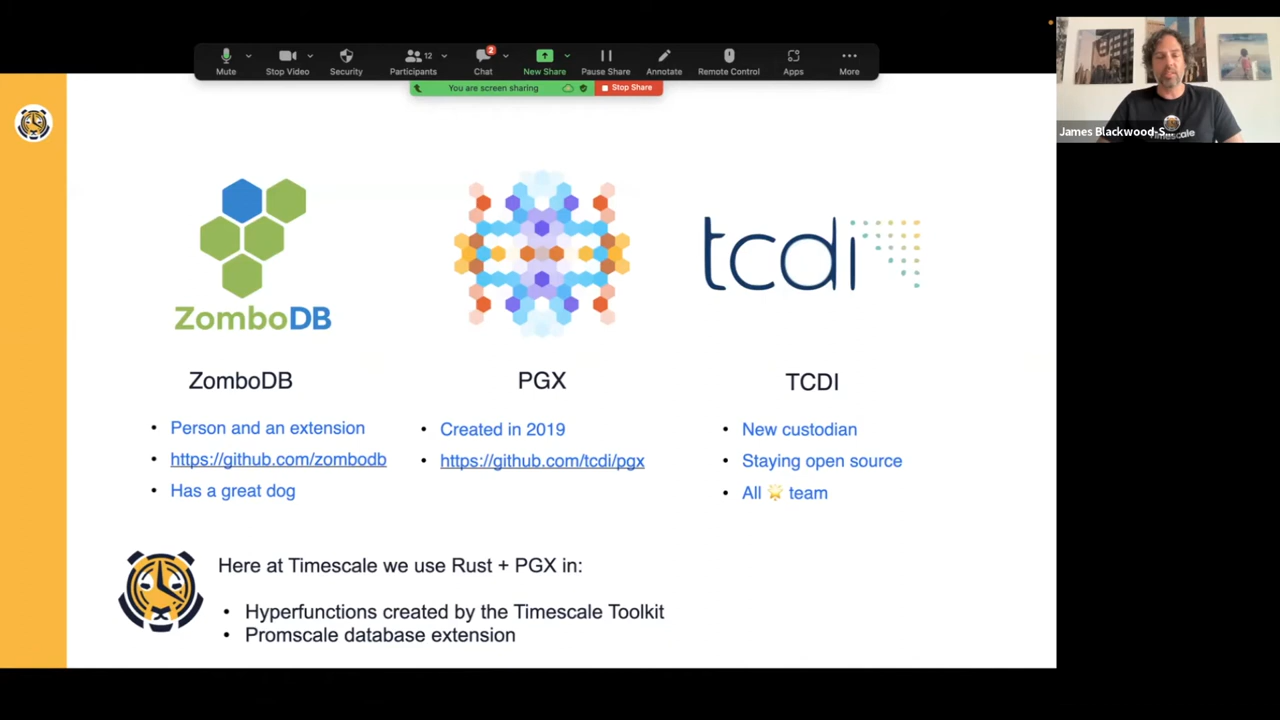 Mute
Stop Video
Security
Participants
12
Chat
2
New Share
Pause Share
Annotate
Remote Control
Apps
More
You are screen sharing
Stop Share
James Blackwood-S...
Timescale
ZomboDB
tcdi
ZomboDB
PGX
TCDI
• Person and an extension
• https://github.com/zombodb
• Has a great dog
• Created in 2019
• https://github.com/tcdi/pgx
• New custodian
• Staying open source
• All 🌟 team
Here at Timescale we use Rust + PGX in:
• Hyperfunctions created by the Timescale Toolkit
• Promscale database extension